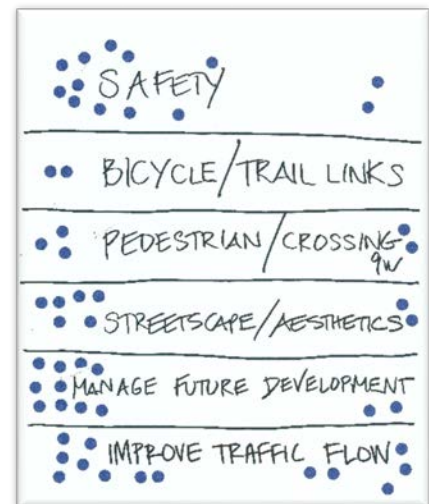 SAFETY
BICYCLE/TRAIL LINKS
PEDESTRIAN/CROSSING
9W
STREETSCAPE/AESTHETICS
MANAGE FUTURE DEVELOPMENT
IMPROVE TRAFFIC FLOW